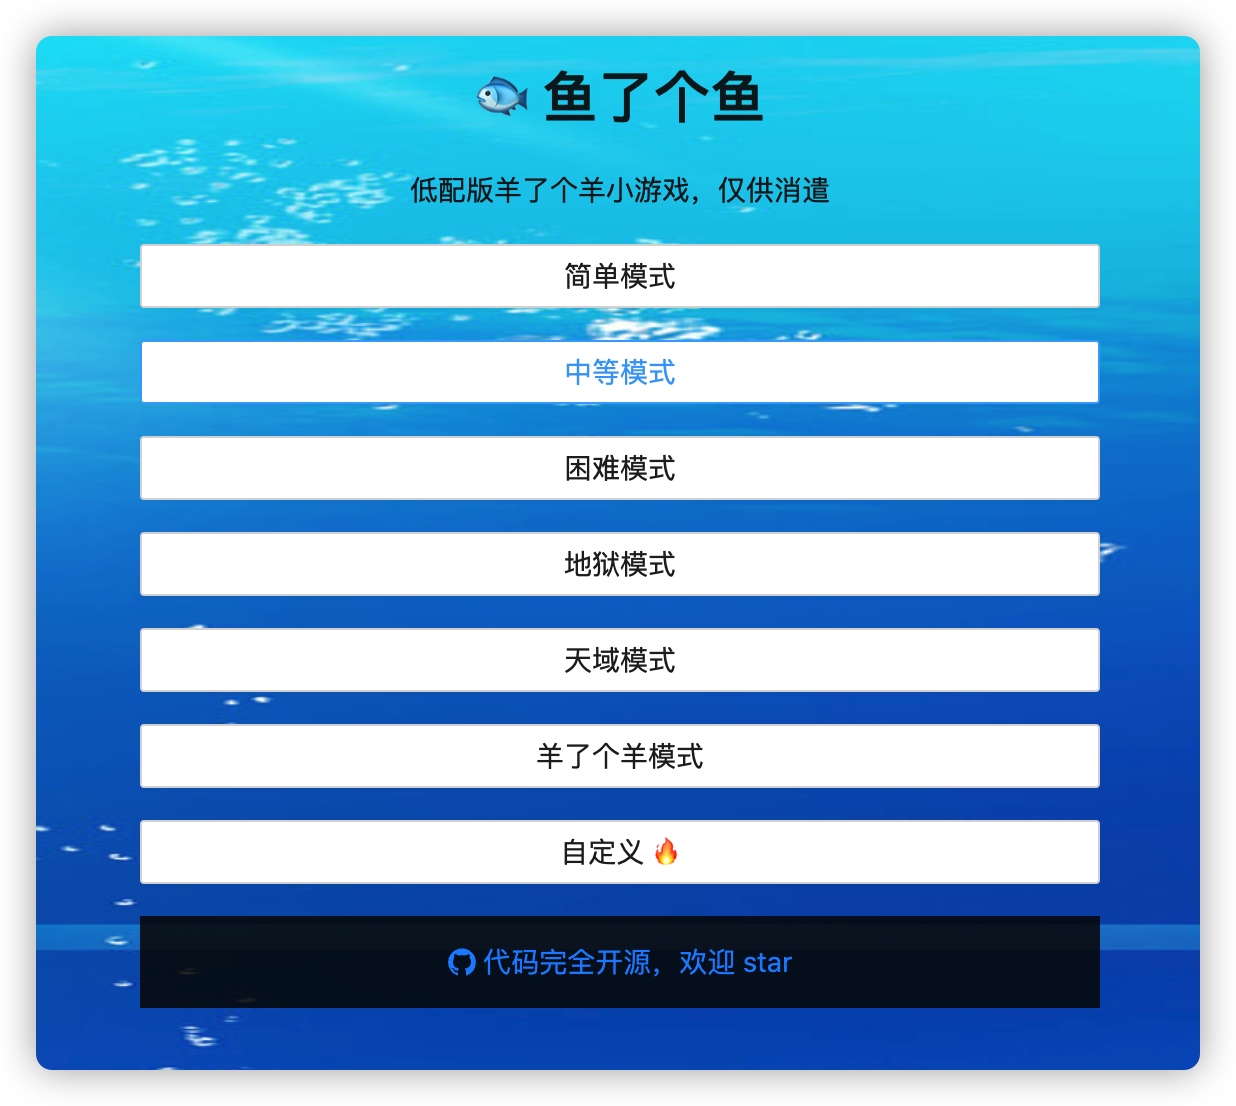 🐟 鱼了个鱼
低配版羊了个羊小游戏，仅供消遣
简单模式
中等模式
困难模式
地狱模式
天域模式
羊了个羊模式
自定义 🔥
代码完全开源，欢迎 star